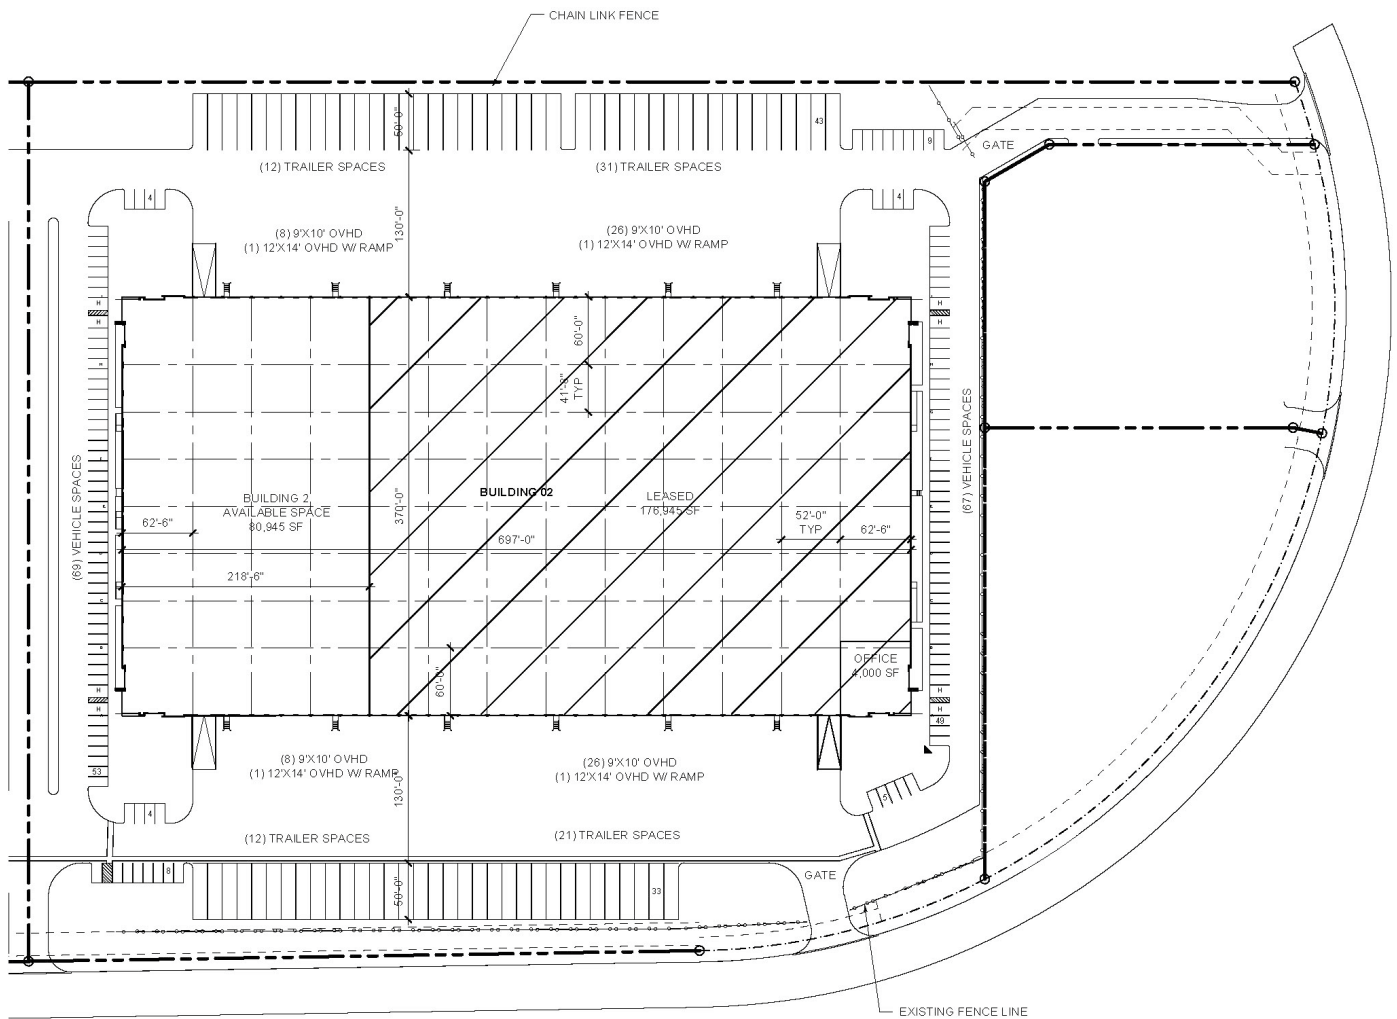 CHAIN LINK FENCE
50'-0"
43
9
GATE
(12) TRAILER SPACES
(31) TRAILER SPACES
4
4
130'-0"
(8) 9'X10' OVHD
(1) 12'X14' OVHD W/ RAMP
(26) 9'X10' OVHD
(1) 12'X14' OVHD W/ RAMP
H
H
H
H
60'-0"
41'-8"
TYP
(69) VEHICLE SPACES
(67) VEHICLE SPACES
BUILDING 2
AVAILABLE SPACE
80,945 SF
BUILDING 02
LEASED
176,945 SF
370'-0"
62'-6"
52'-0"
TYP
62'-6"
697'-0"
218'-6"
60'-0"
OFFICE
4,000 SF
H
H
H
H
49
53
(8) 9'X10' OVHD
(1) 12'X14' OVHD W/ RAMP
(26) 9'X10' OVHD
(1) 12'X14' OVHD W/ RAMP
130'-0"
5
4
(12) TRAILER SPACES
(21) TRAILER SPACES
8
33
50'-0"
GATE
EXISTING FENCE LINE